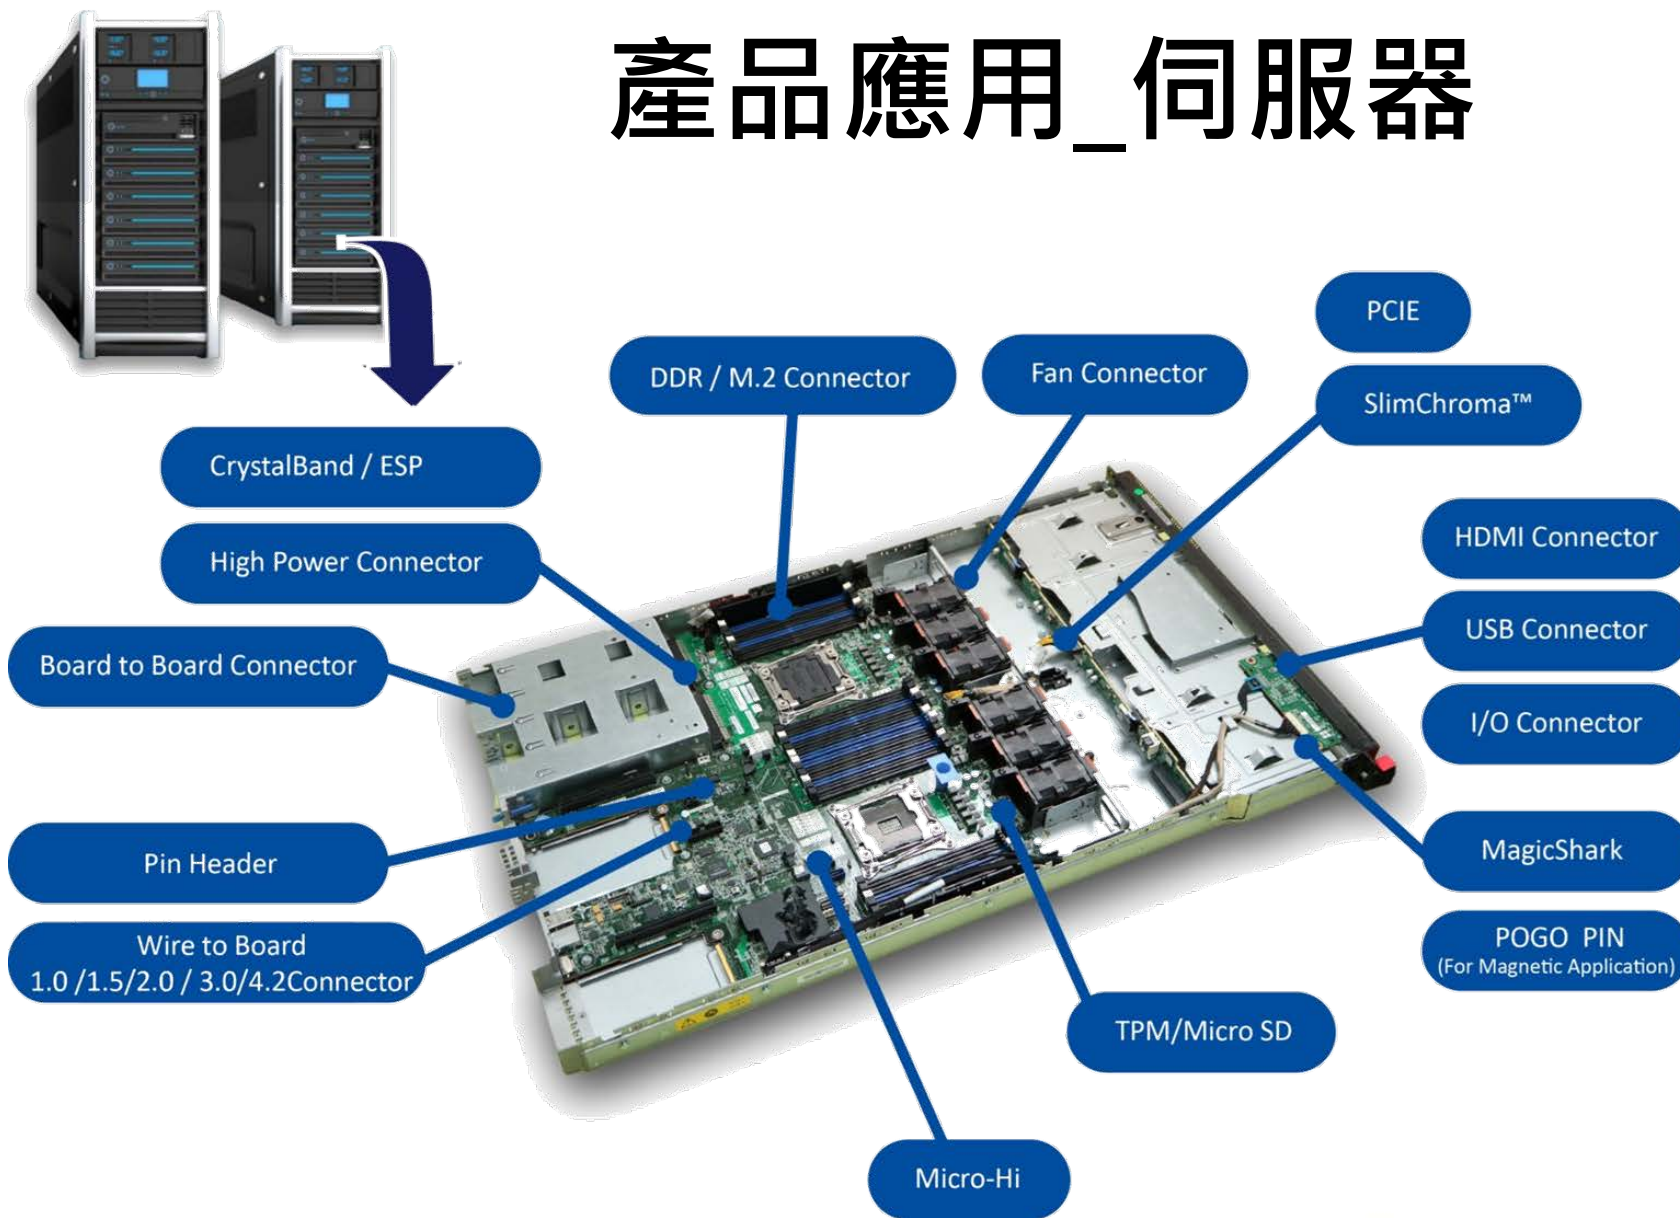 產品應用_伺服器
PCIE
DDR / M.2 Connector
Fan Connector
SlimChroma™
CrystalBand / ESP
High Power Connector
HDMI Connector
USB Connector
Board to Board Connector
I/O Connector
Pin Header
MagicShark
Wire to Board
1.0 /1.5/2.0 / 3.0/4.2Connector
POGO PIN
(For Magnetic Application)
TPM/Micro SD
Micro-Hi